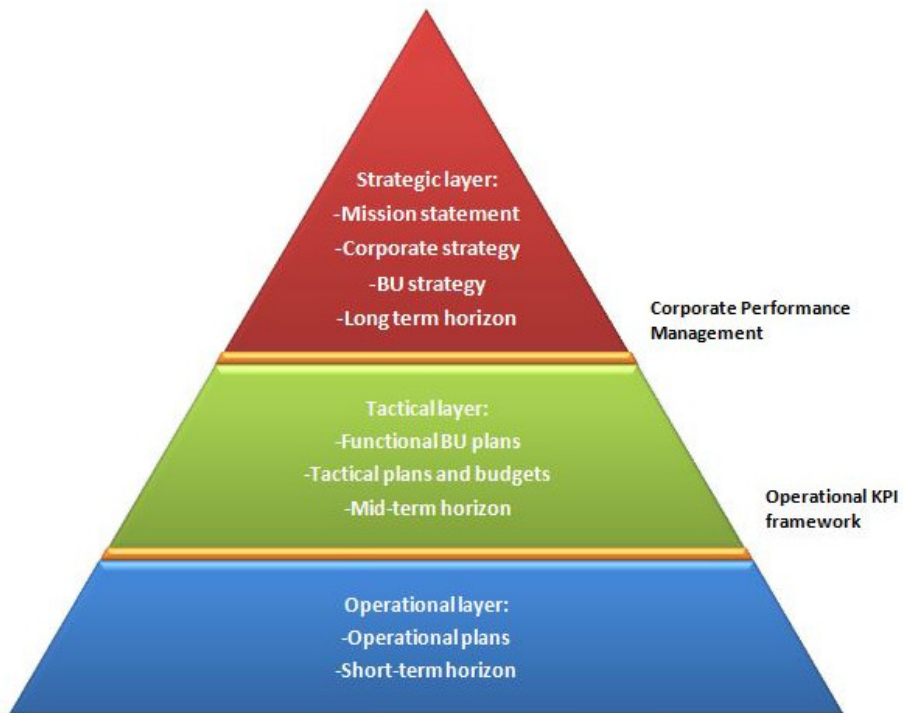 Strategic layer:
-Mission statement
-Corporate strategy
-BU strategy
-Long term horizon
Corporate Performance
Management
Tactical layer:
-Functional BU plans
-Tactical plans and budgets
-Mid-term horizon
Operational KPI
framework
Operational layer:
-Operational plans
-Short-term horizon